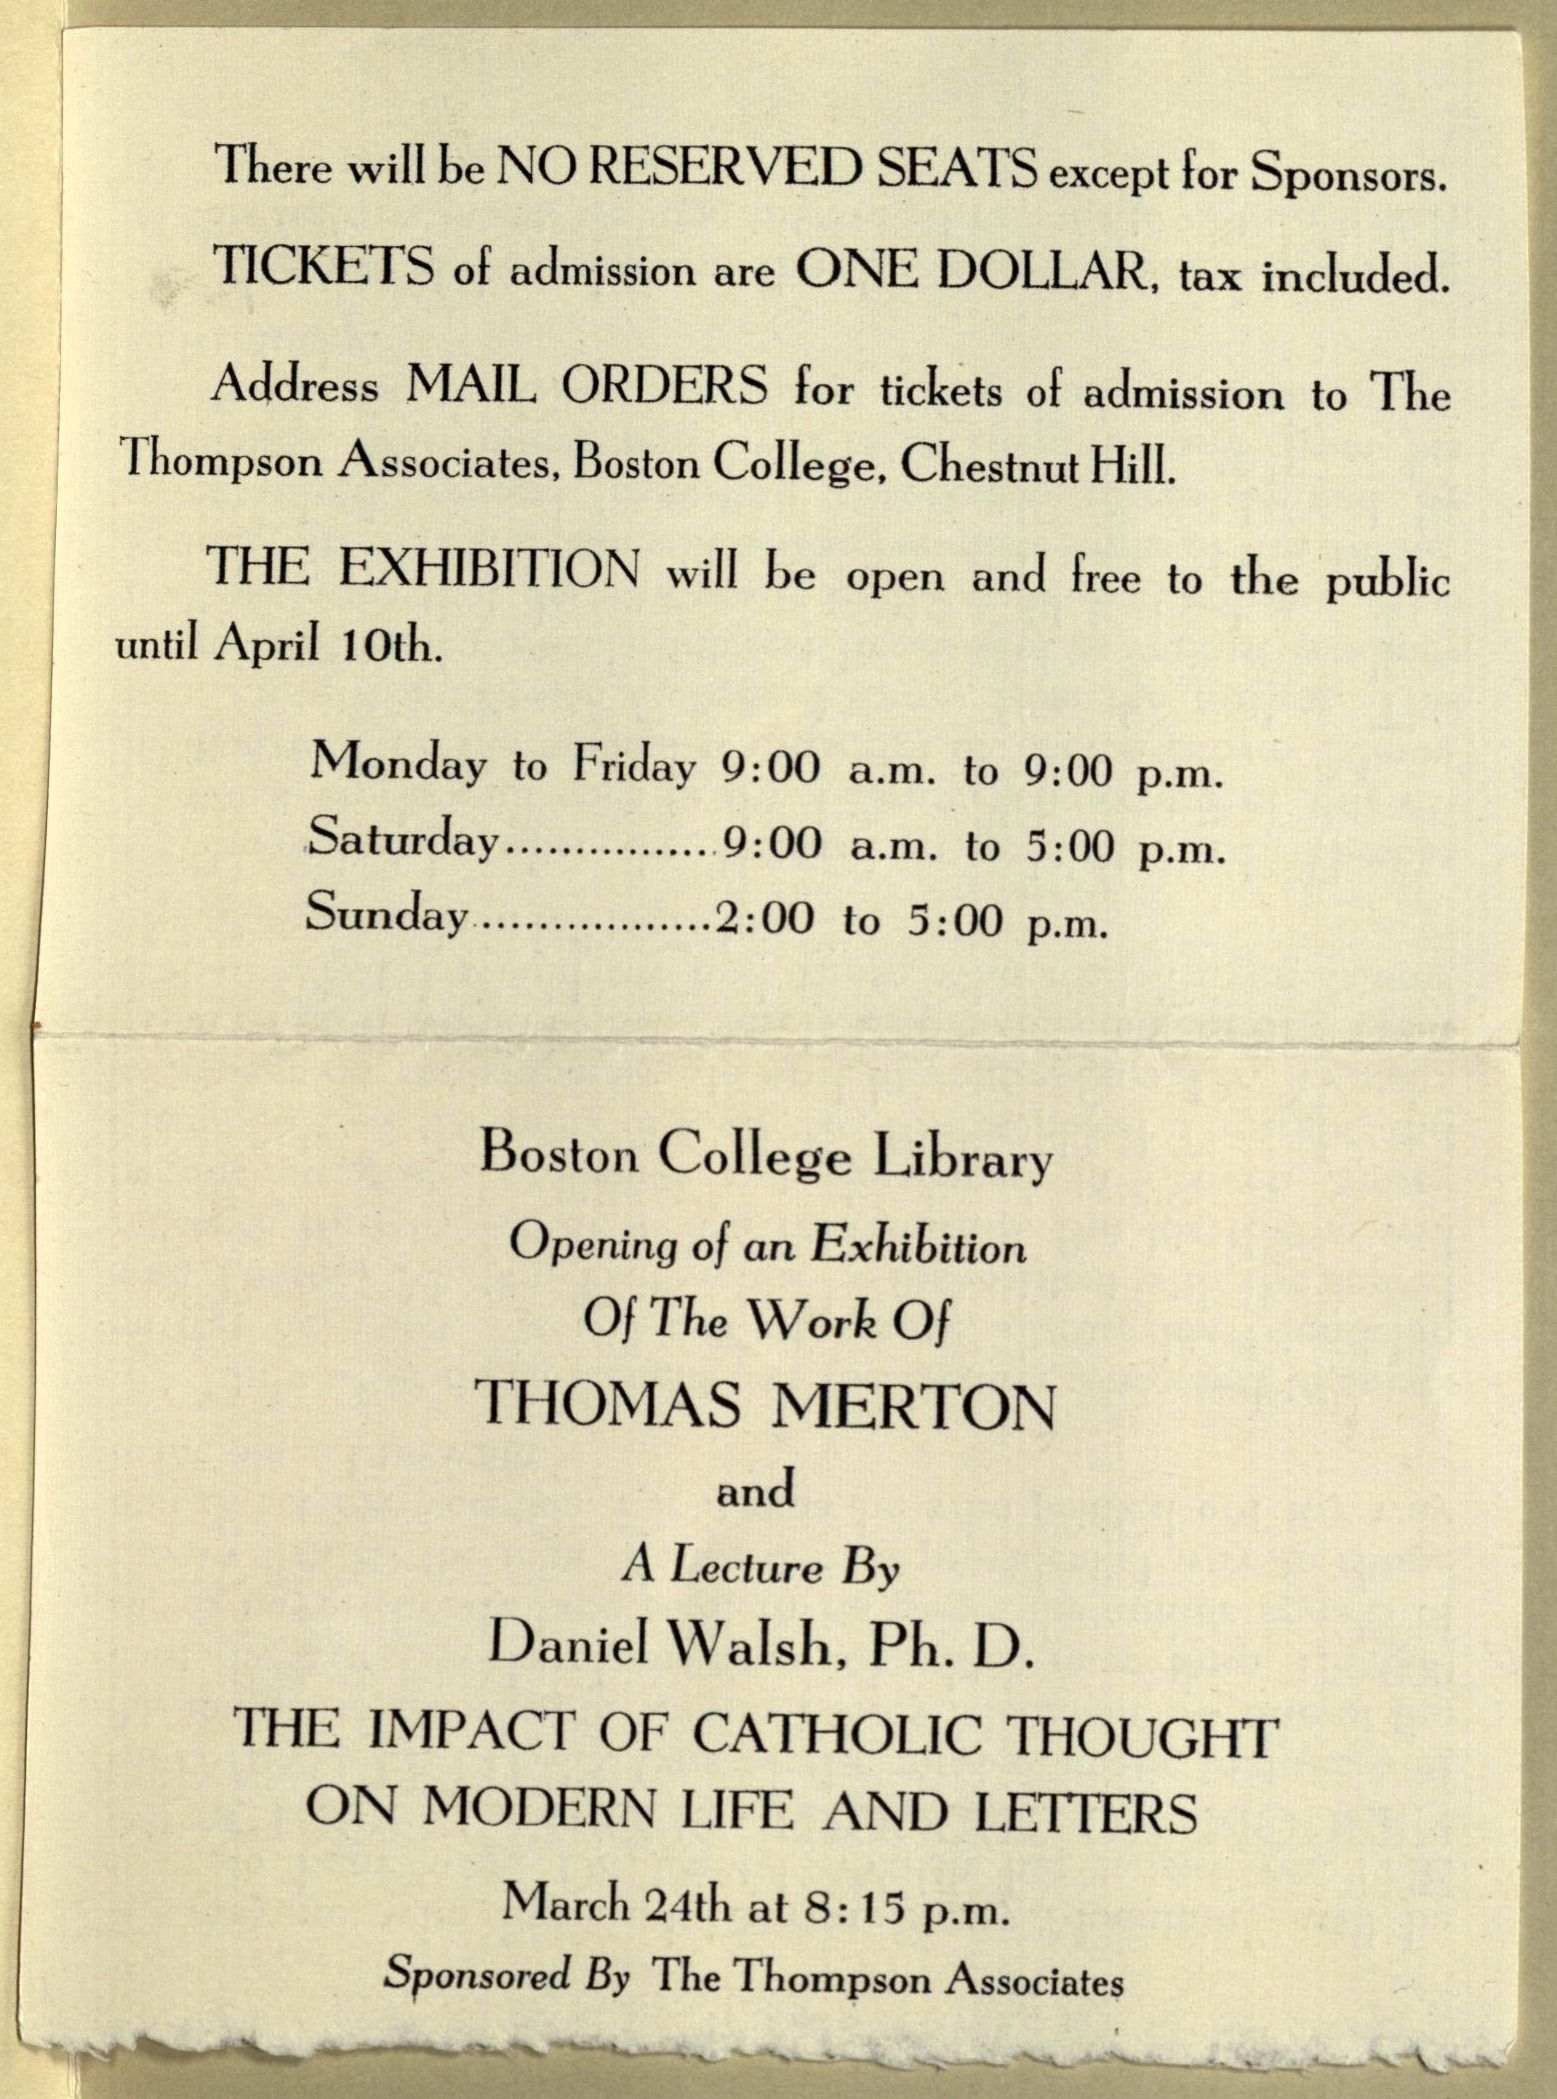 There will be NO RESERVED SEATS except for Sponsors.
TICKETS of admission are ONE DOLLAR, tax included.
Address MAIL ORDERS for tickets of admission to The
Thompson Associates, Boston College, Chestnut Hill.
THE EXHIBITION will be open and free to the public
until April 10th.
Monday to Friday 9:00 a.m. to 9:00 p.m.
Saturday................9:00 a.m. to 5:00 p.m.
Sunday..................2:00 to 5:00 p.m.
Boston College Library
Opening of an Exhibition
Of The Work Of
THOMAS MERTON
and
A Lecture By
Daniel Walsh, Ph. D.
THE IMPACT OF CATHOLIC THOUGHT
ON MODERN LIFE AND LETTERS
March 24th at 8:15 p.m.
Sponsored By The Thompson Associates